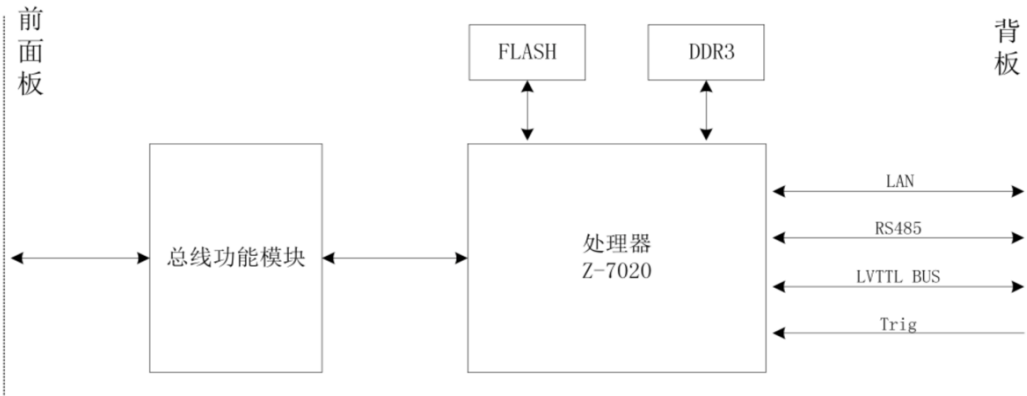 前面板
背板
FLASH
DDR3
总线功能模块
处理器
Z-7020
LAN
RS485
LVTTL BUS
Trig